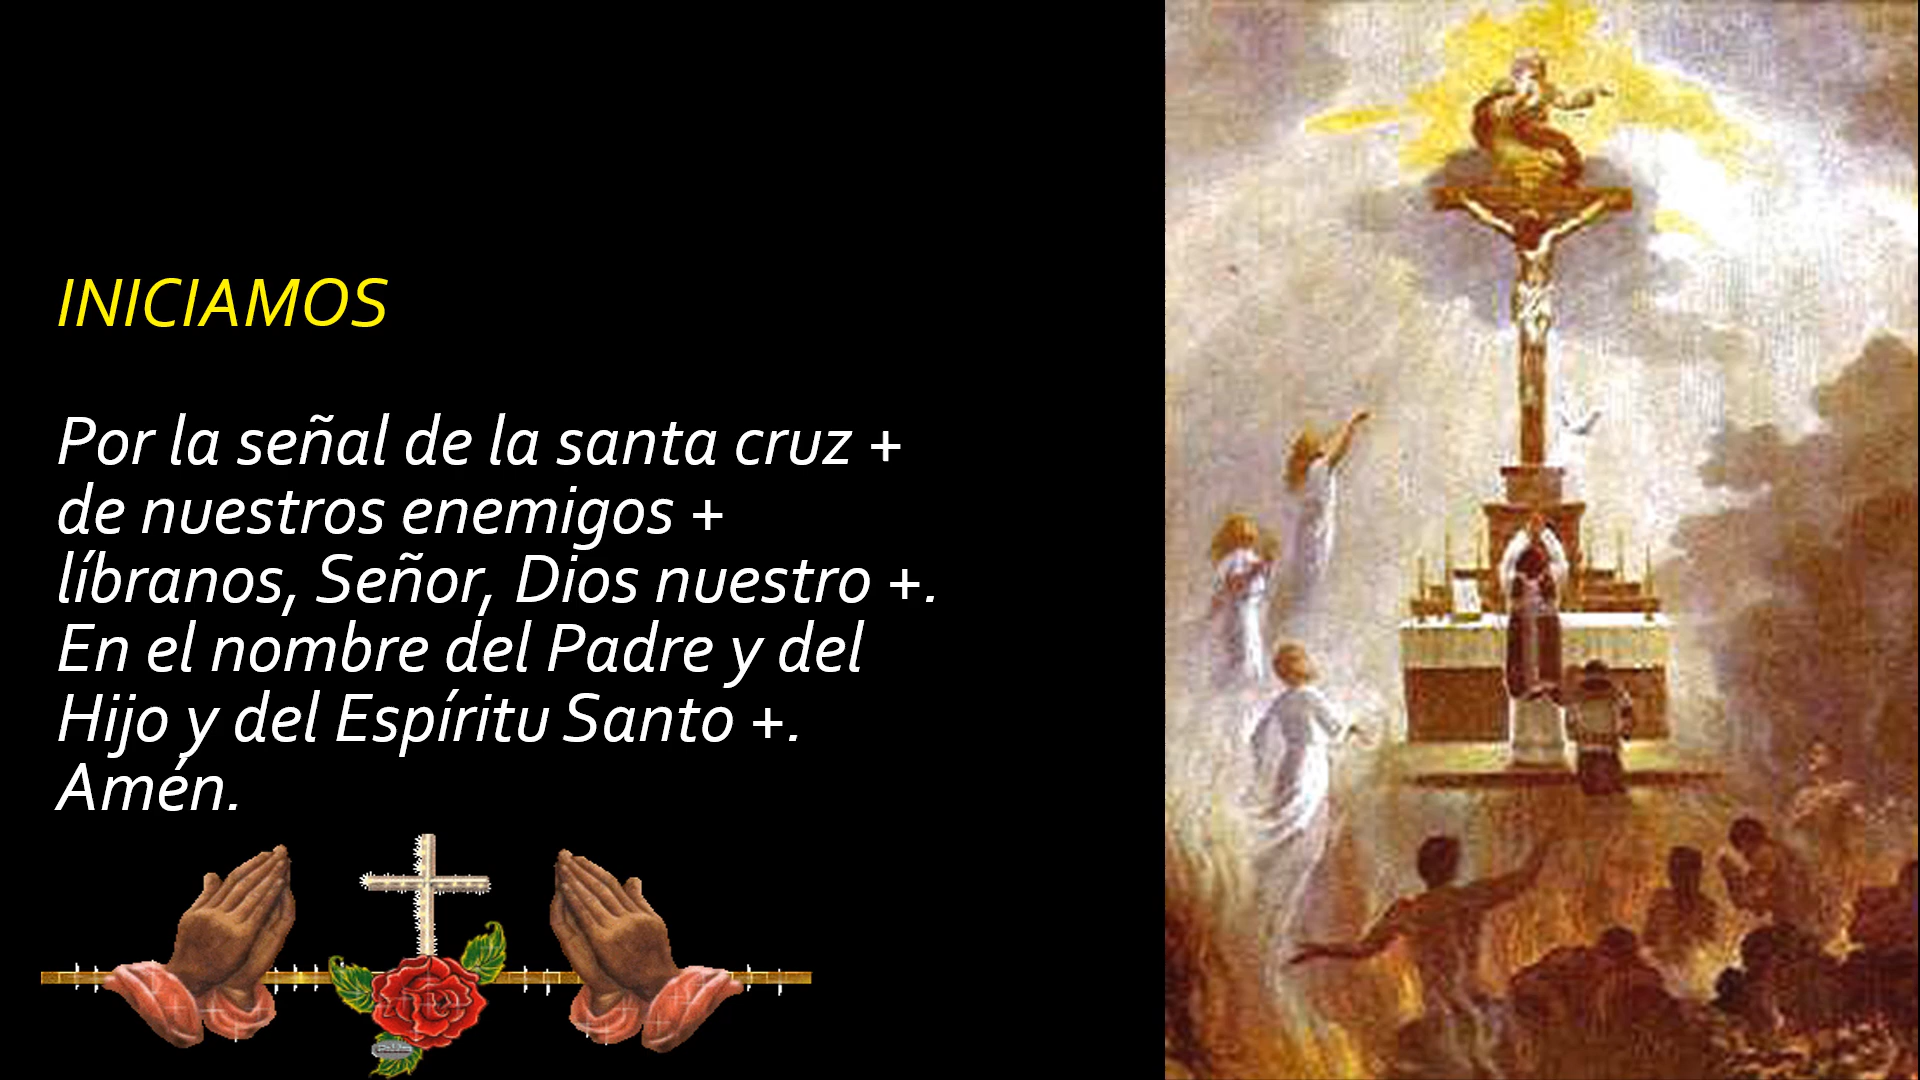 INICIAMOS
Por la señal de la santa cruz +
de nuestros enemigos +
líbranos, Señor, Dios nuestro +.
En el nombre del Padre y del
Hijo y del Espíritu Santo +.
Amén.